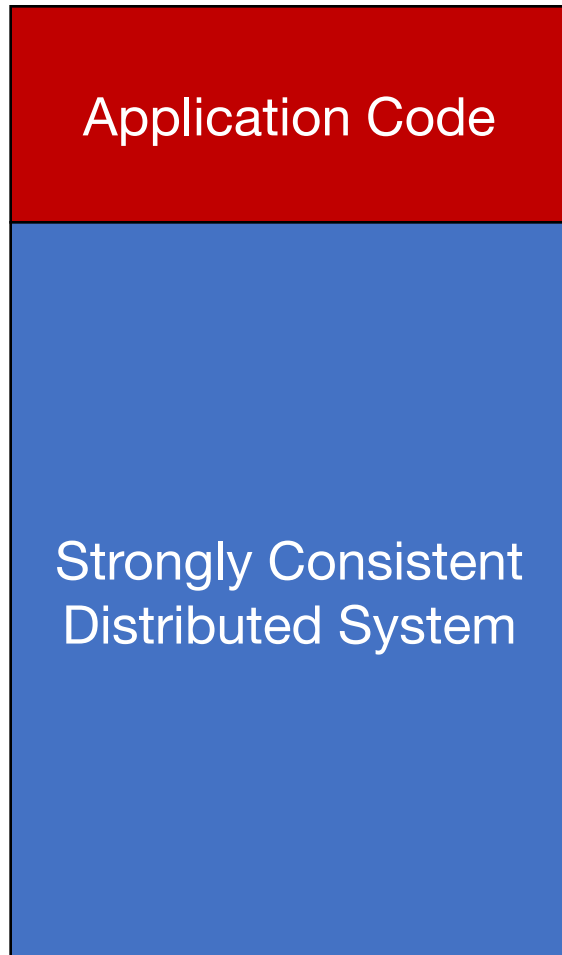 Application Code
Strongly Consistent
Distributed System